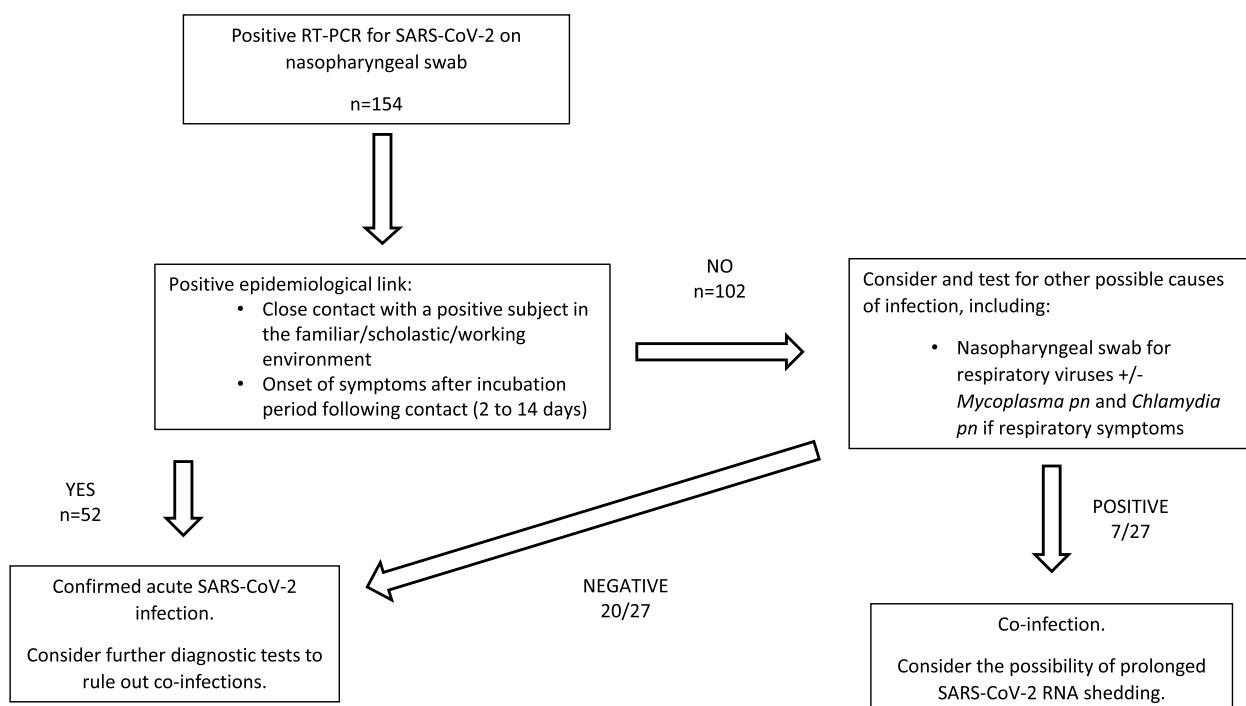 Positive RT-PCR for SARS-CoV-2 on
nasopharyngeal swab
n=154
Positive epidemiological link:
• Close contact with a positive subject in
the familiar/scholastic/working
environment
• Onset of symptoms after incubation
period following contact (2 to 14 days)
NO
n=102
Consider and test for other possible causes
of infection, including:
• Nasopharyngeal swab for
respiratory viruses +/-
Mycoplasma pn and Chlamydia
pn if respiratory symptoms
YES
n=52
POSITIVE
7/27
NEGATIVE
20/27
Confirmed acute SARS-CoV-2
infection.
Consider further diagnostic tests to
rule out co-infections.
Co-infection.
Consider the possibility of prolonged
SARS-CoV-2 RNA shedding.